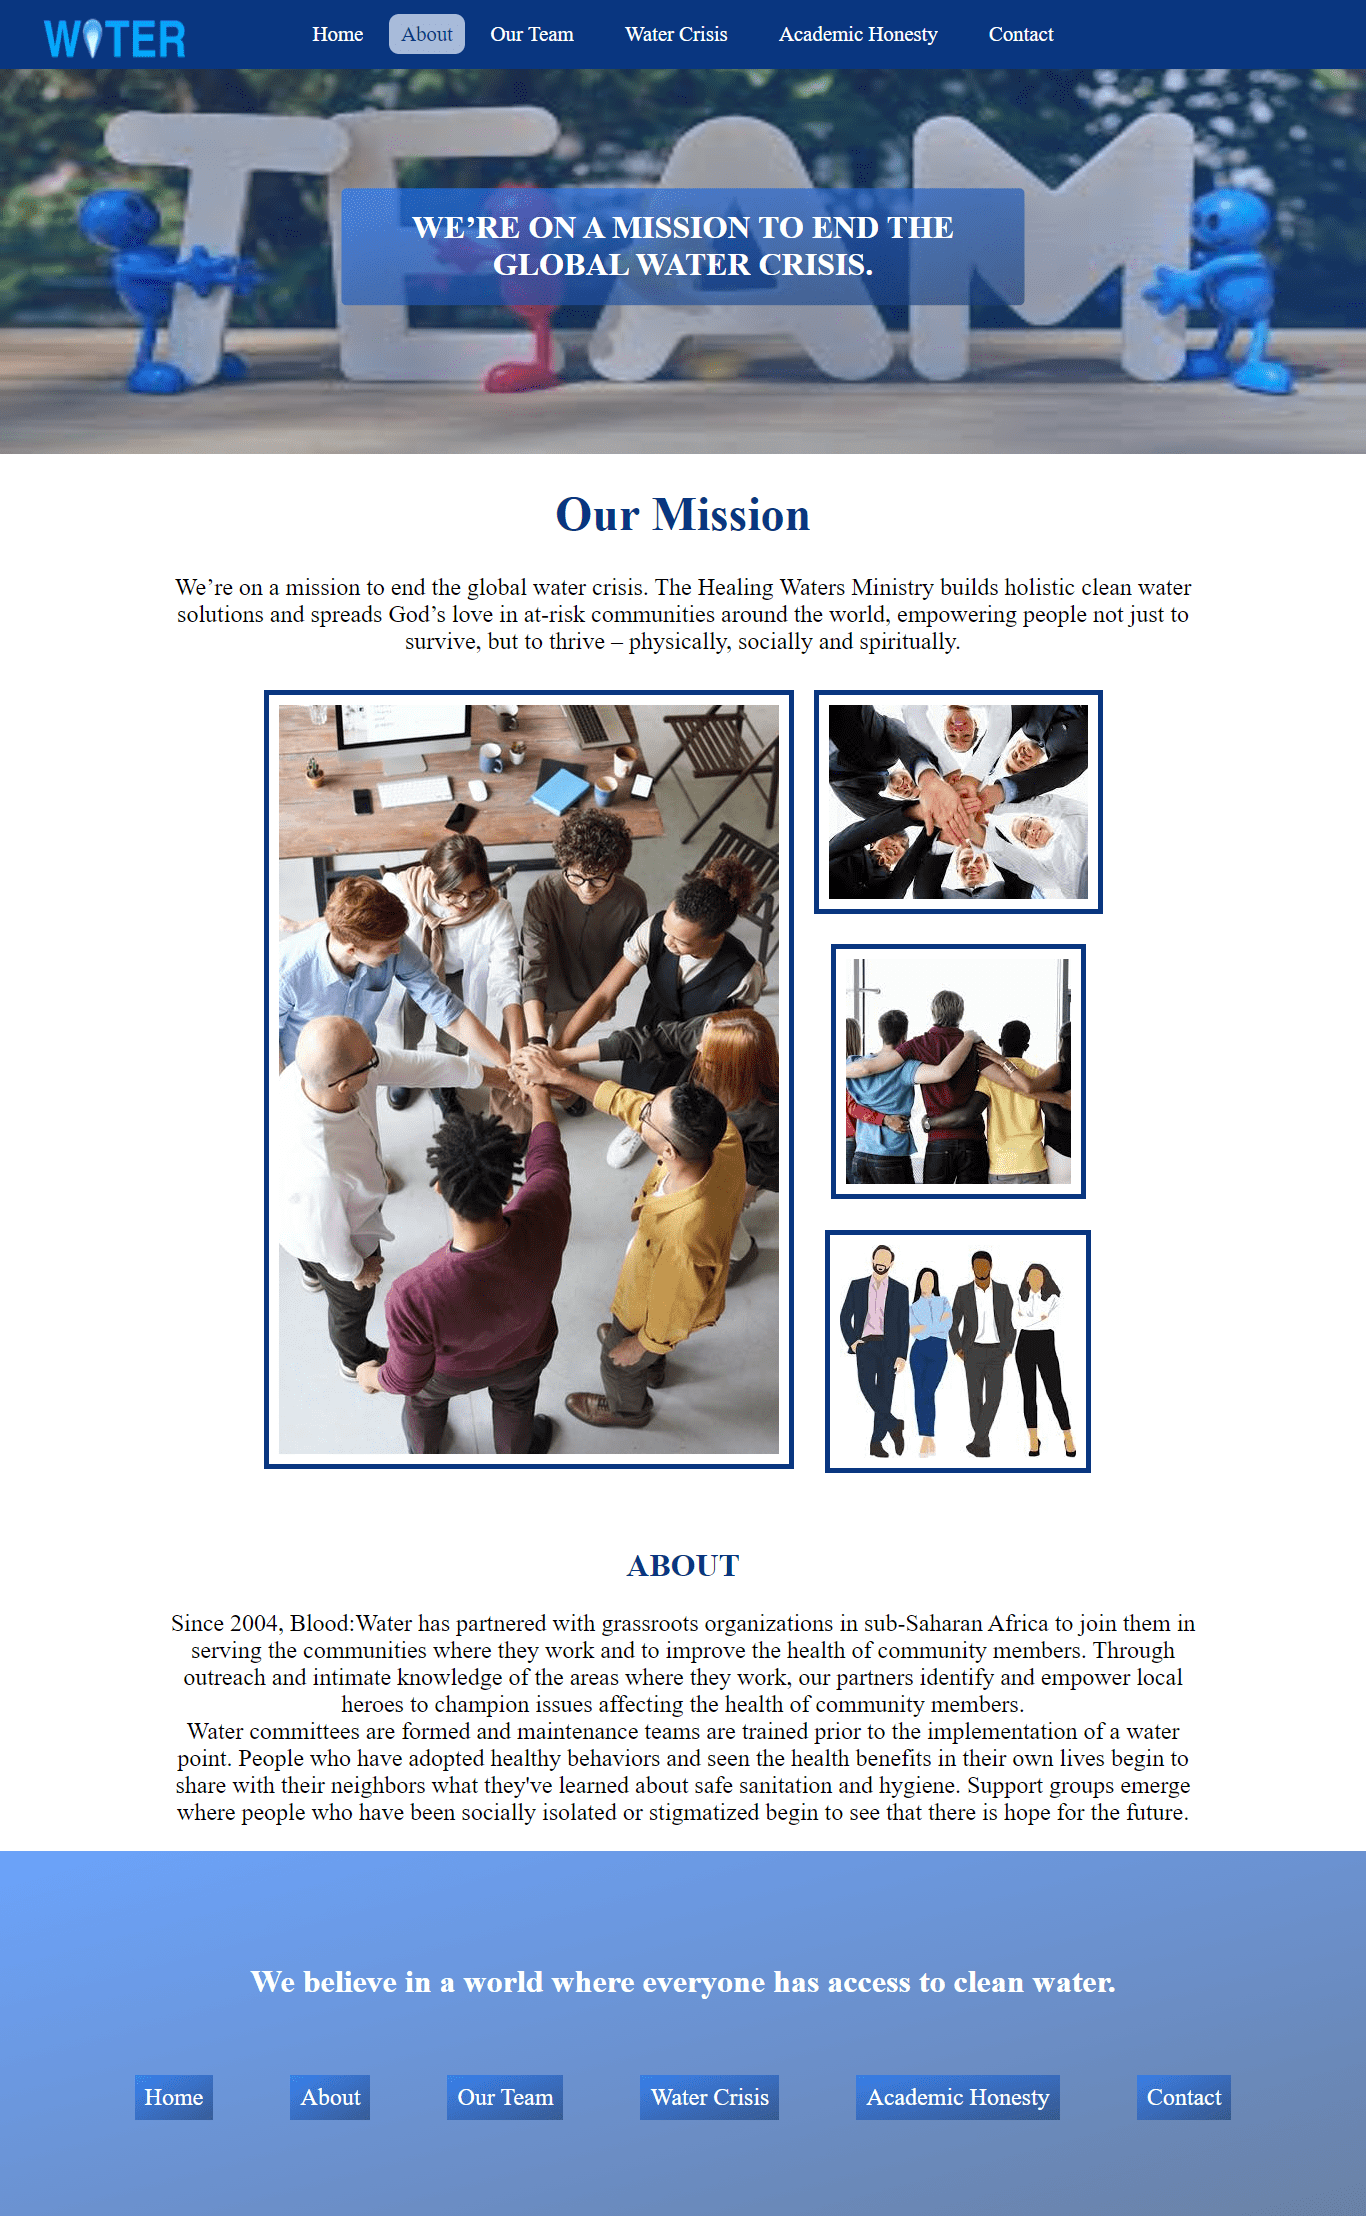 WATER
Home About Our Team Water Crisis Academic Honesty Contact
TEAM
WE’RE ON A MISSION TO END THE
GLOBAL WATER CRISIS.
Our Mission
We’re on a mission to end the global water crisis. The Healing Waters Ministry builds holistic clean water
solutions and spreads God’s love in at-risk communities around the world, empowering people not just to
survive, but to thrive – physically, socially and spiritually.
ABOUT
Since 2004, Blood:Water has partnered with grassroots organizations in sub-Saharan Africa to join them in
serving the communities where they work and to improve the health of community members. Through
outreach and intimate knowledge of the areas where they work, our partners identify and empower local
heroes to champion issues affecting the health of community members.
Water committees are formed and maintenance teams are trained prior to the implementation of a water
point. People who have adopted healthy behaviors and seen the health benefits in their own lives begin to
share with their neighbors what they've learned about safe sanitation and hygiene. Support groups emerge
where people who have been socially isolated or stigmatized begin to see that there is hope for the future.
We believe in a world where everyone has access to clean water.
Home About Our Team Water Crisis Academic Honesty Contact